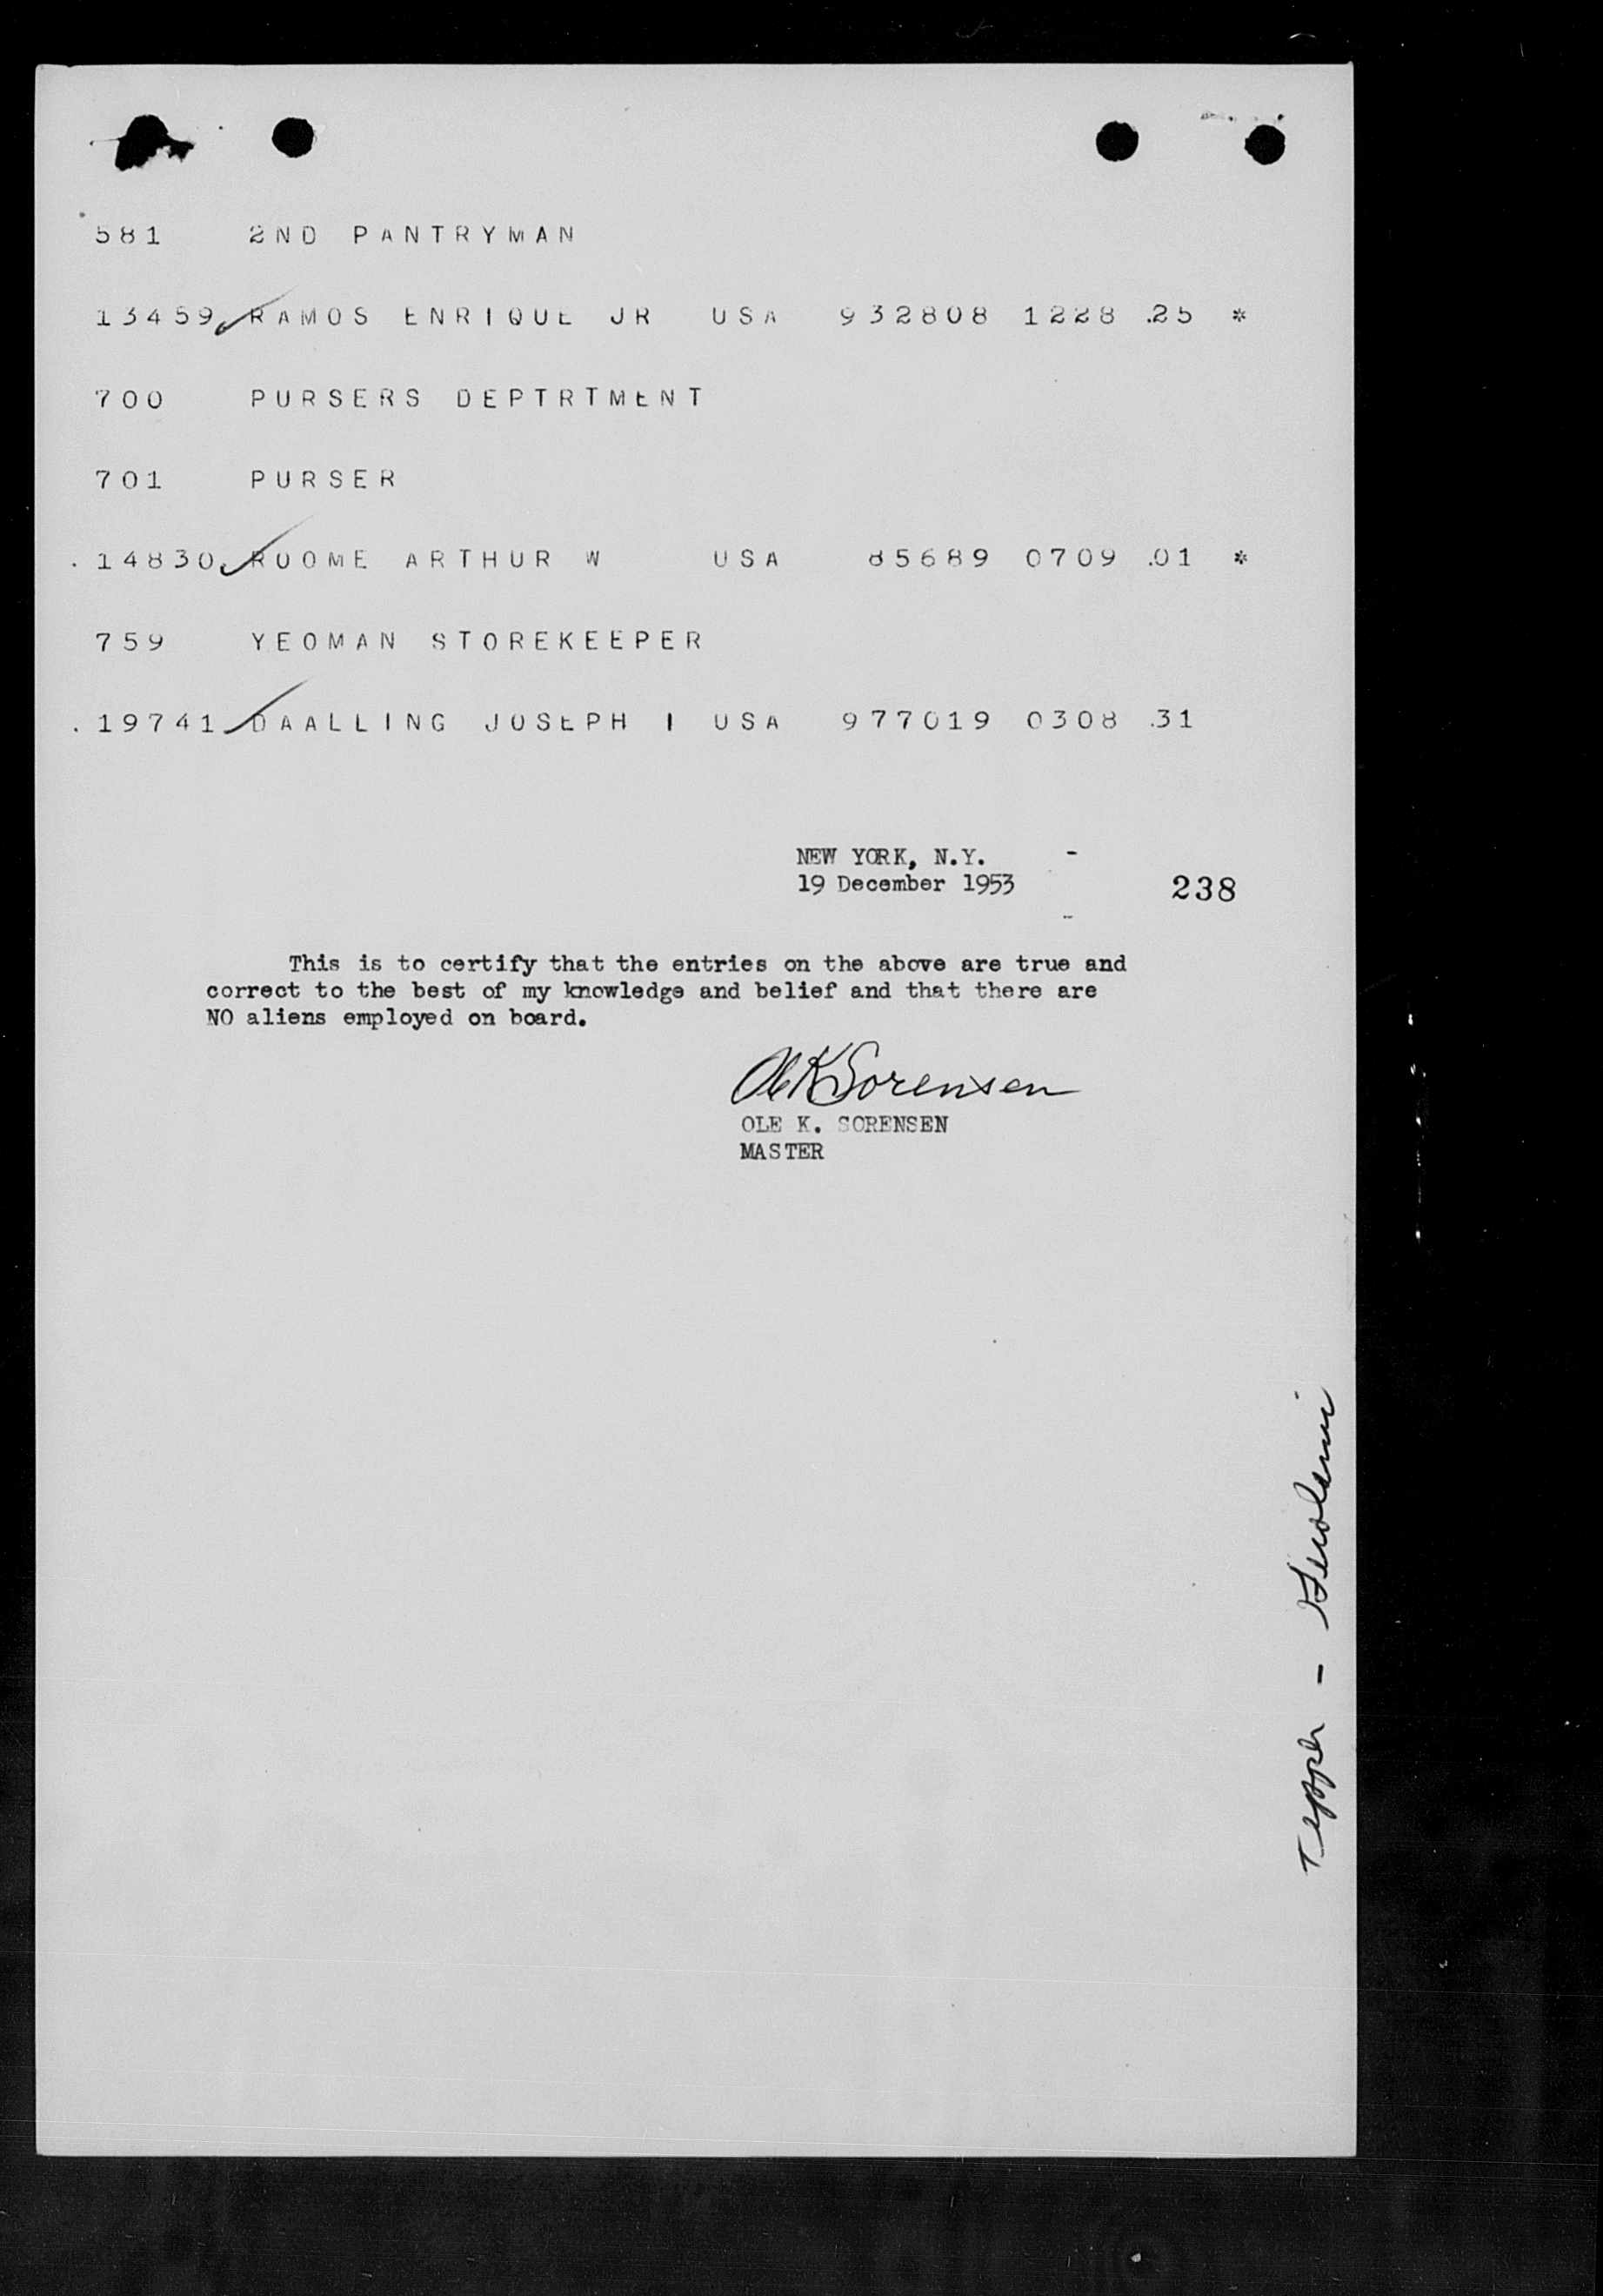 581 2ND PANTRYMAN
13459 RAMOS ENRIQUE JR USA 932808 1228 .25 *
700 PURSERS DEPTRTMENT
701 PURSER
.14830 ROOME ARTHUR W USA 85689 0709 .01 *
759 YEOMAN STOREKEEPER
.19741 DAALLING JOSEPH I USA 977019 0308 .31
NEW YORK, N.Y.
19 December 1953
238
This is to certify that the entries on the above are true and
correct to the best of my knowledge and belief and that there are
NO aliens employed on board.
Ole K Sorensen
OLE K. SORENSEN
MASTER
Tepper -